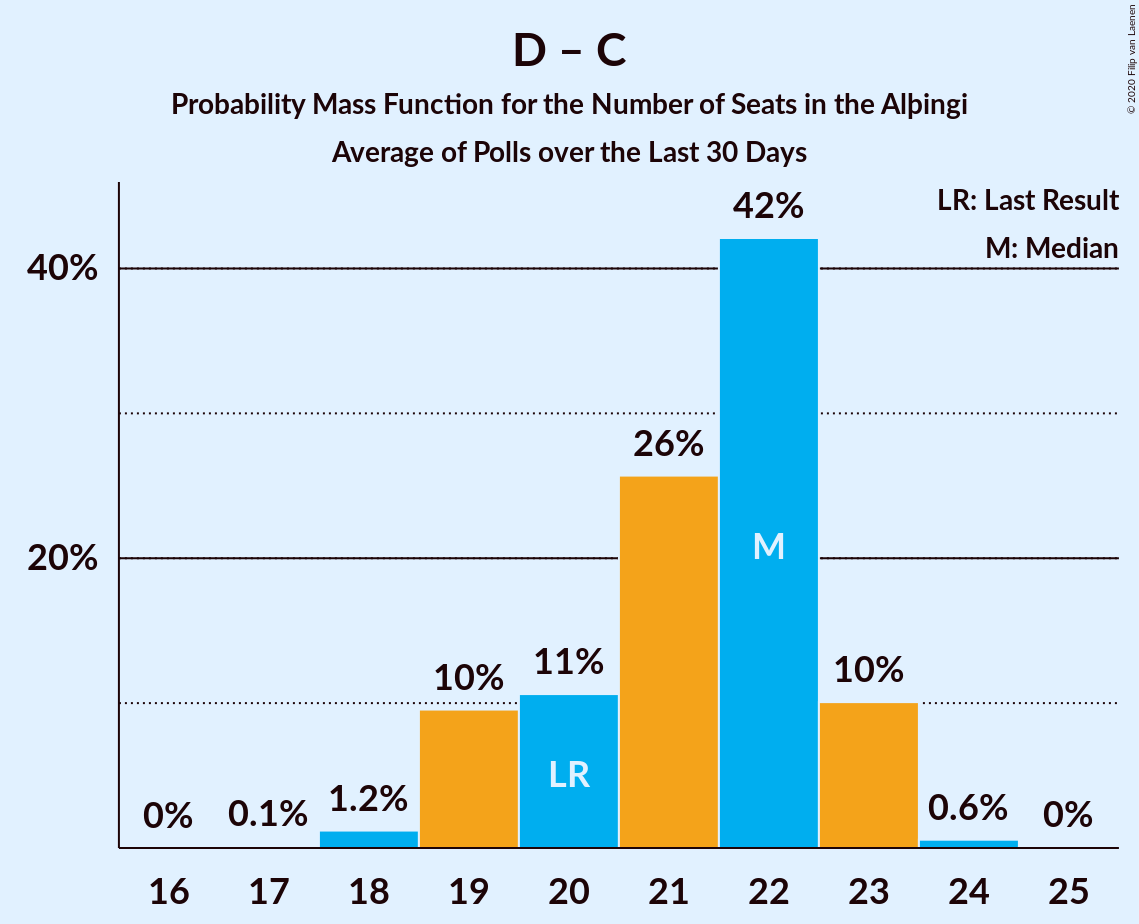 D – C
Probability Mass Function for the Number of Seats in the Alþingi
Average of Polls over the Last 30 Days
© 2020 Filip van Laenen
LR: Last Result
M: Median
40%
20%
0%
0.1%
1.2%
10%
11%
26%
42%
10%
0.6%
0%
LR
M
16 17 18 19 20 21 22 23 24 25